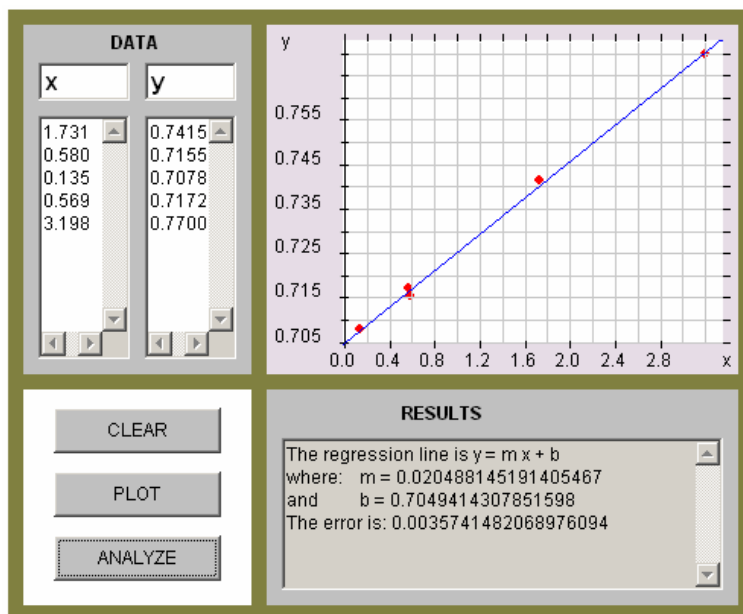 DATA
x y
1.731 0.7415
0.580 0.7155
0.135 0.7078
0.569 0.7172
3.198 0.7700
y
0.755
0.745
0.735
0.725
0.715
0.705
0.0 0.4 0.8 1.2 1.6 2.0 2.4 2.8 x
CLEAR
PLOT
ANALYZE
RESULTS
The regression line is y = m x + b
where: m = 0.020488145191405467
and b = 0.7049414307851598
The error is: 0.0035741482068976094